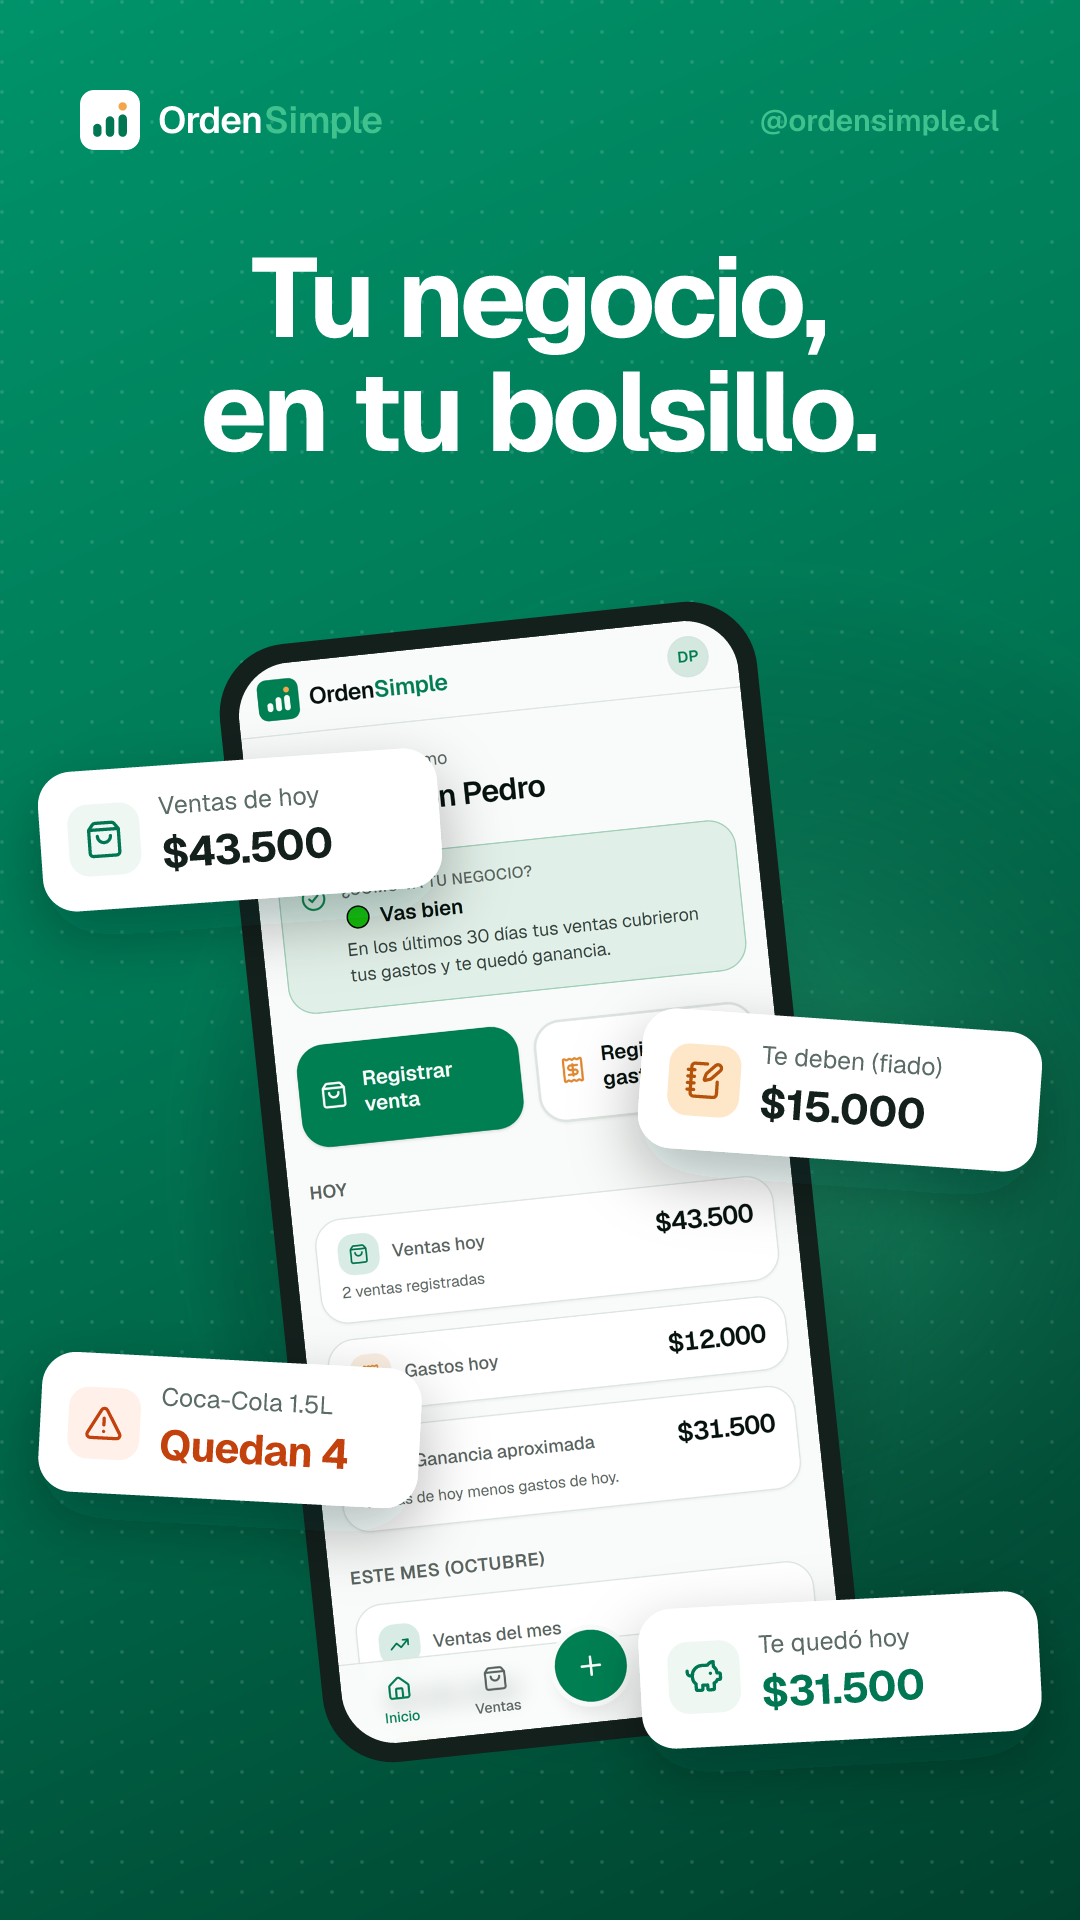 OrdenSimple
@ordensimple.cl
Tu negocio,
en tu bolsillo.
OrdenSimple
DP
Pedro
Ventas de hoy
$43.500
TU NEGOCIO?
Vas bien
En los últimos 30 días tus ventas cubrieron
tus gastos y te quedó ganancia.
Registrar
venta
Te deben (fiado)
$15.000
HOY
Ventas hoy
$43.500
2 ventas registradas
Gastos hoy
$12.000
Coca-Cola 1.5L
Quedan 4
Ganancia aproximada
$31.500
de hoy menos gastos de hoy.
ESTE MES (OCTUBRE)
Ventas del mes
Te quedó hoy
$31.500
Inicio
Ventas